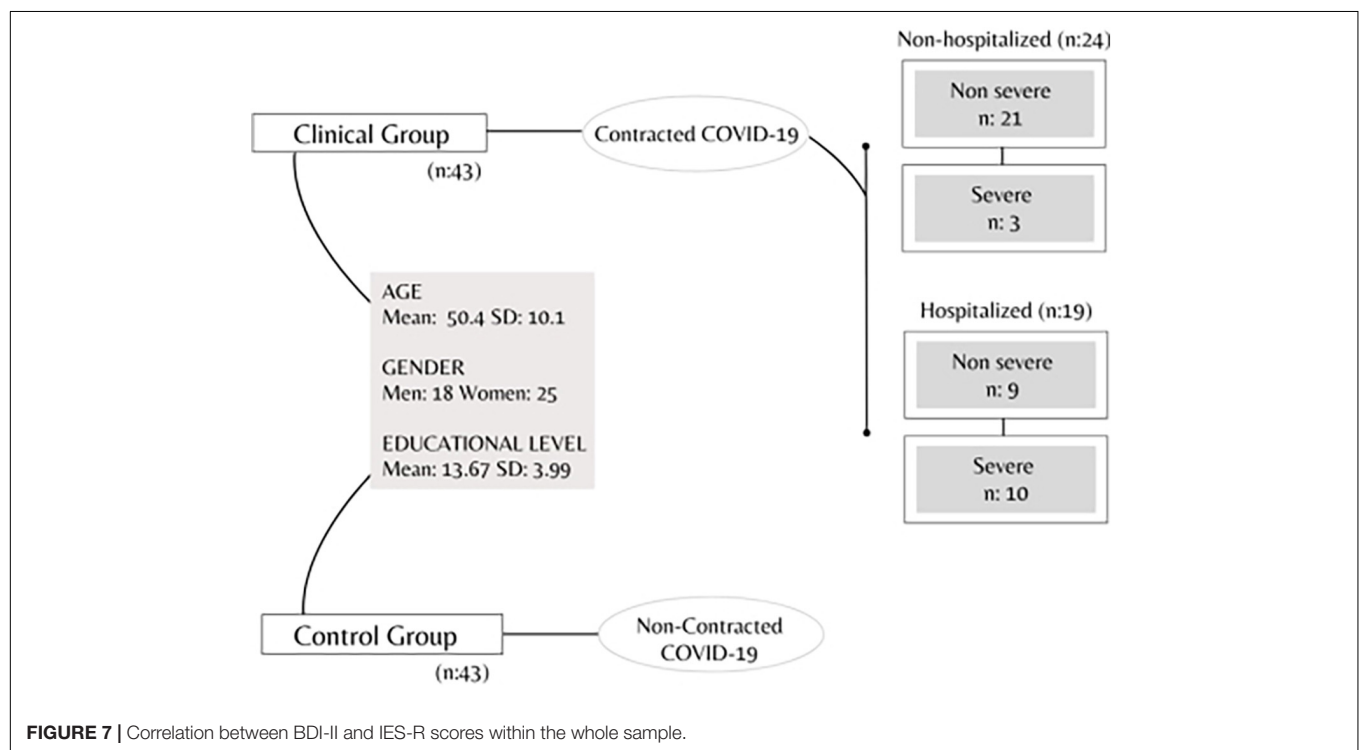 Non-hospitalized (n:24)
Non severe
n: 21
Severe
n: 3
Clinical Group
(n:43)
Contracted COVID-19
AGE
Mean: 50.4 SD: 10.1
GENDER
Men: 18 Women: 25
EDUCATIONAL LEVEL
Mean: 13.67 SD: 3.99
Hospitalized (n:19)
Non severe
n: 9
Severe
n: 10
Control Group
(n:43)
Non-Contracted
COVID-19
FIGURE 7 | Correlation between BDI-II and IES-R scores within the whole sample.